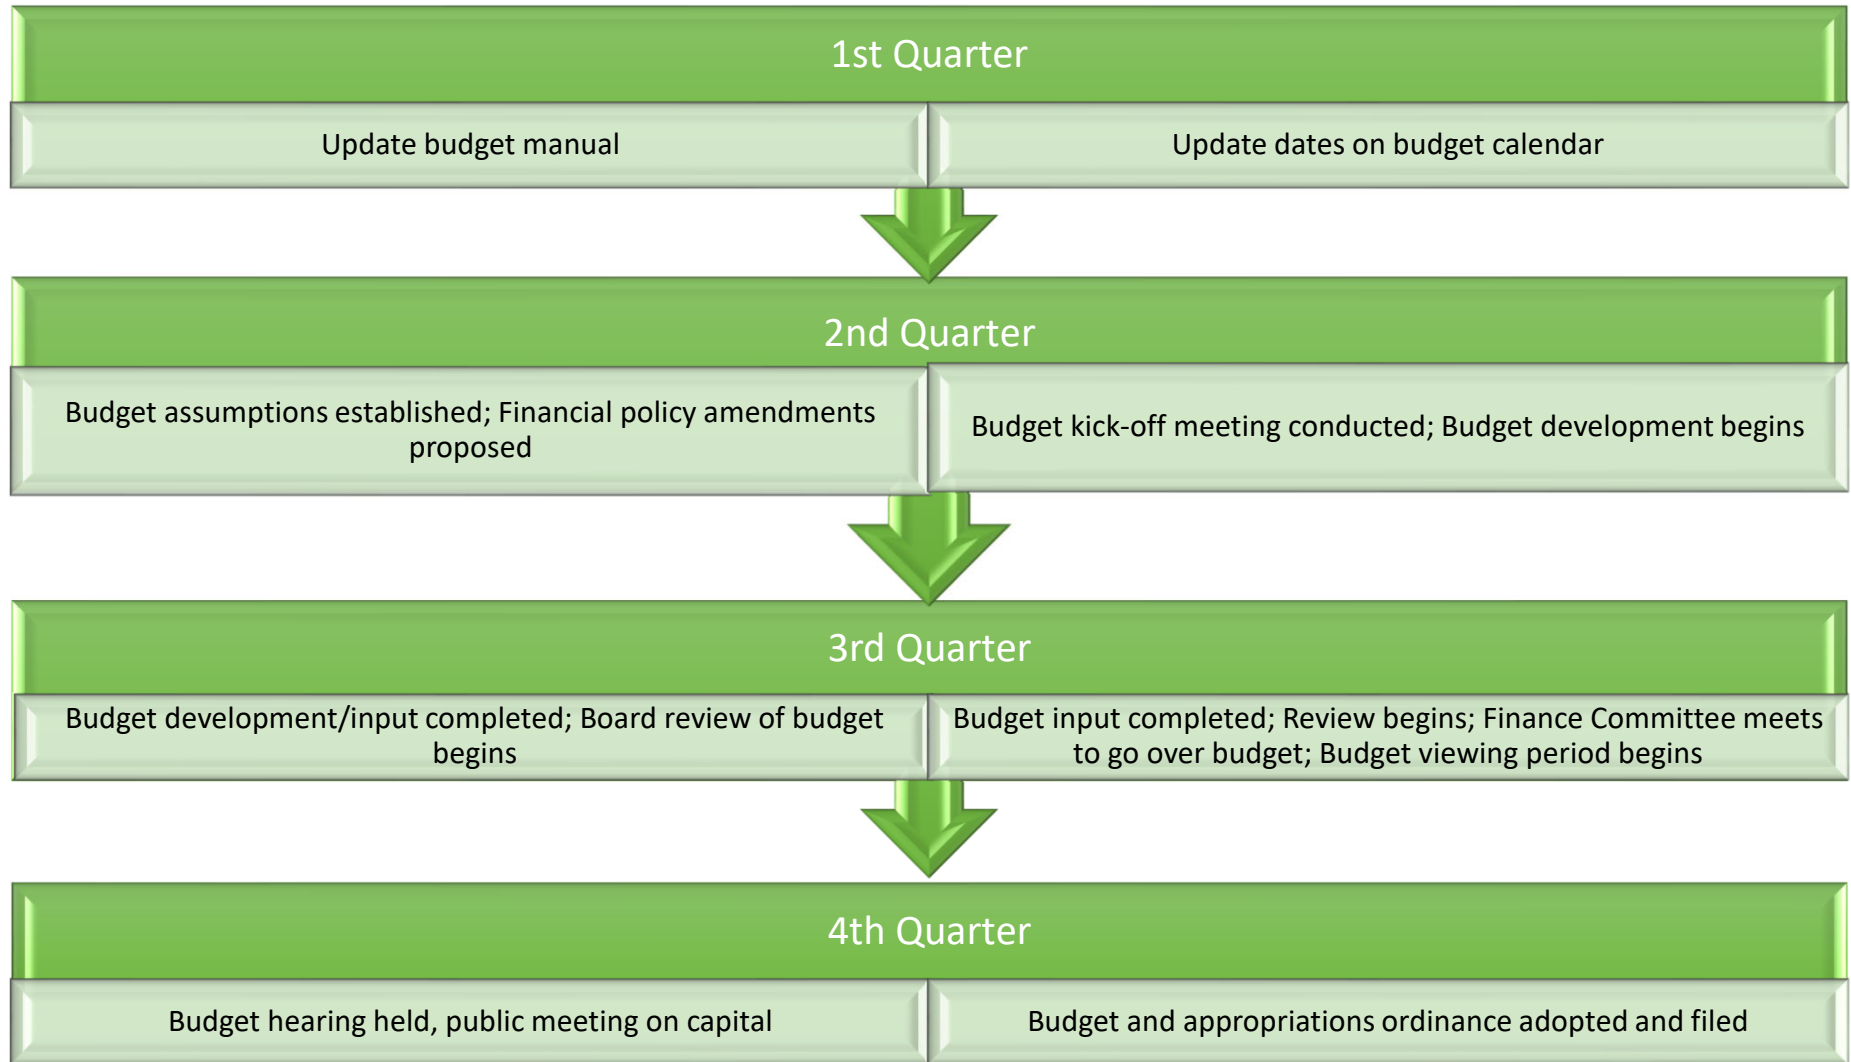 1st Quarter
Update budget manual
Update dates on budget calendar
2nd Quarter
Budget assumptions established; Financial policy amendments
proposed
Budget kick-off meeting conducted; Budget development begins
3rd Quarter
Budget development/input completed; Board review of budget
begins
Budget input completed; Review begins; Finance Committee meets
to go over budget; Budget viewing period begins
4th Quarter
Budget hearing held, public meeting on capital
Budget and appropriations ordinance adopted and filed